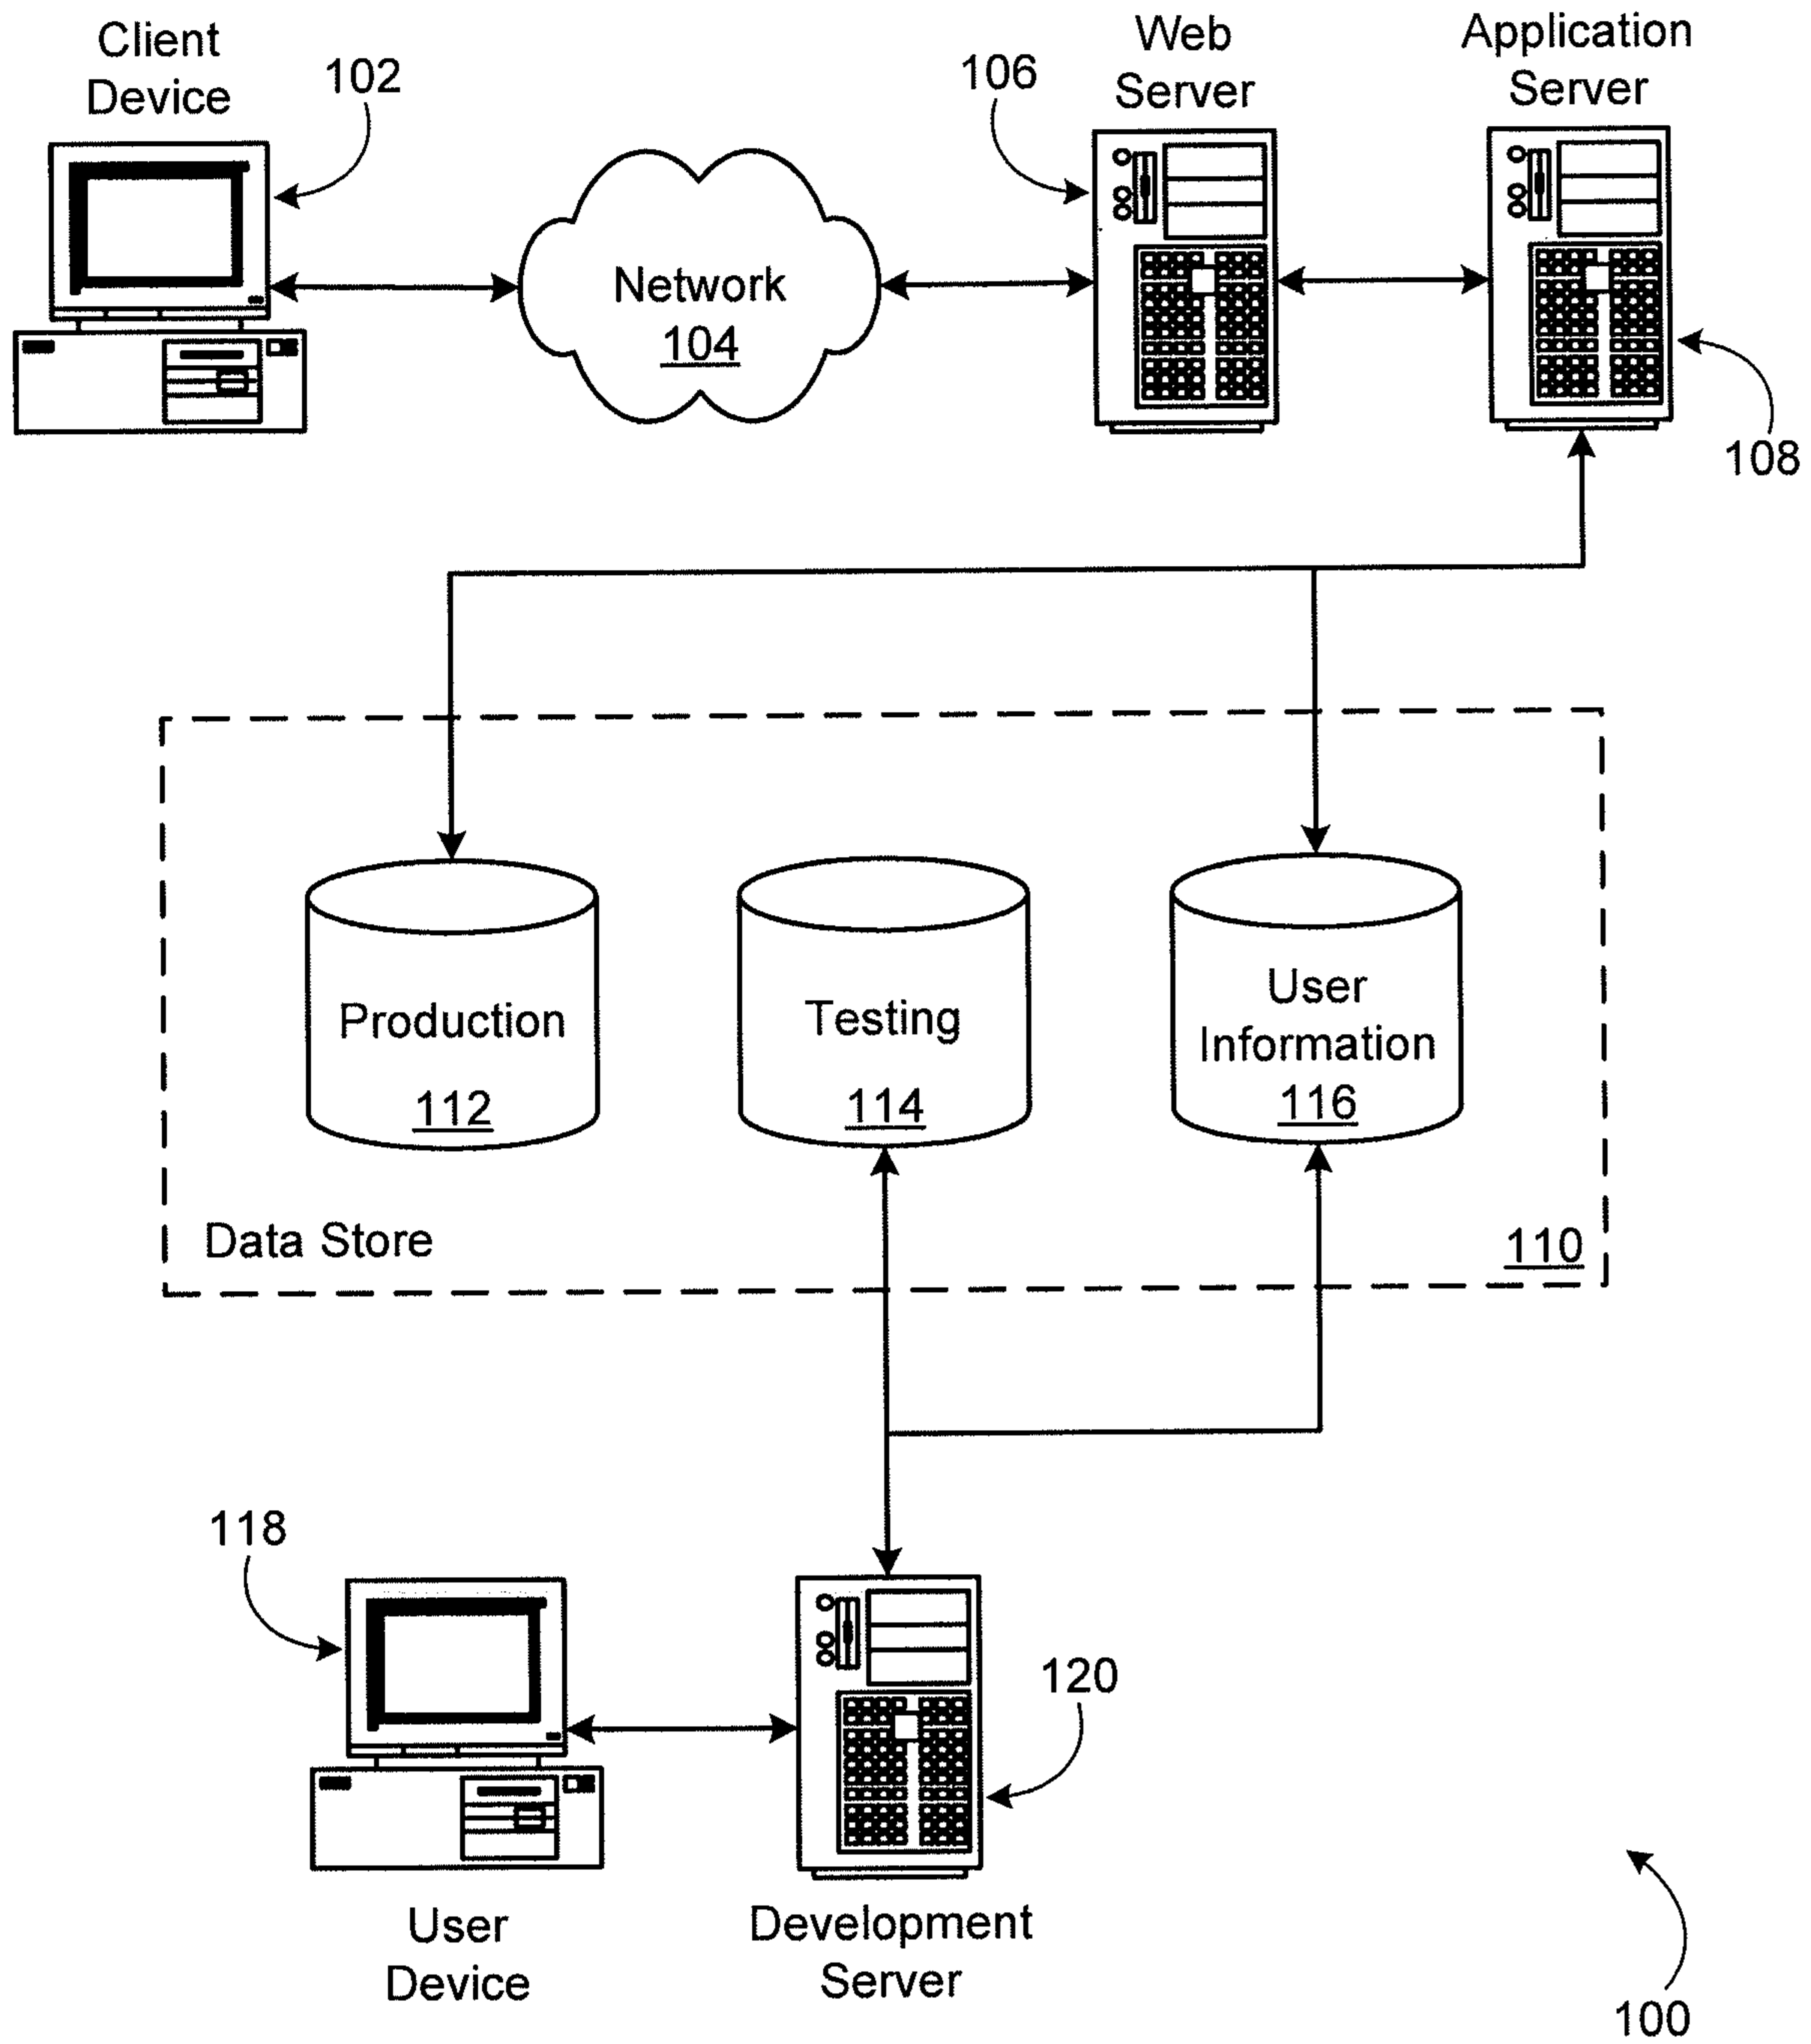 Client
Device
102
Network
104
106
Web
Server
Application
Server
108
Production
112
Testing
114
User
Information
116
Data Store
110
118
User
Device
120
Development
Server
100